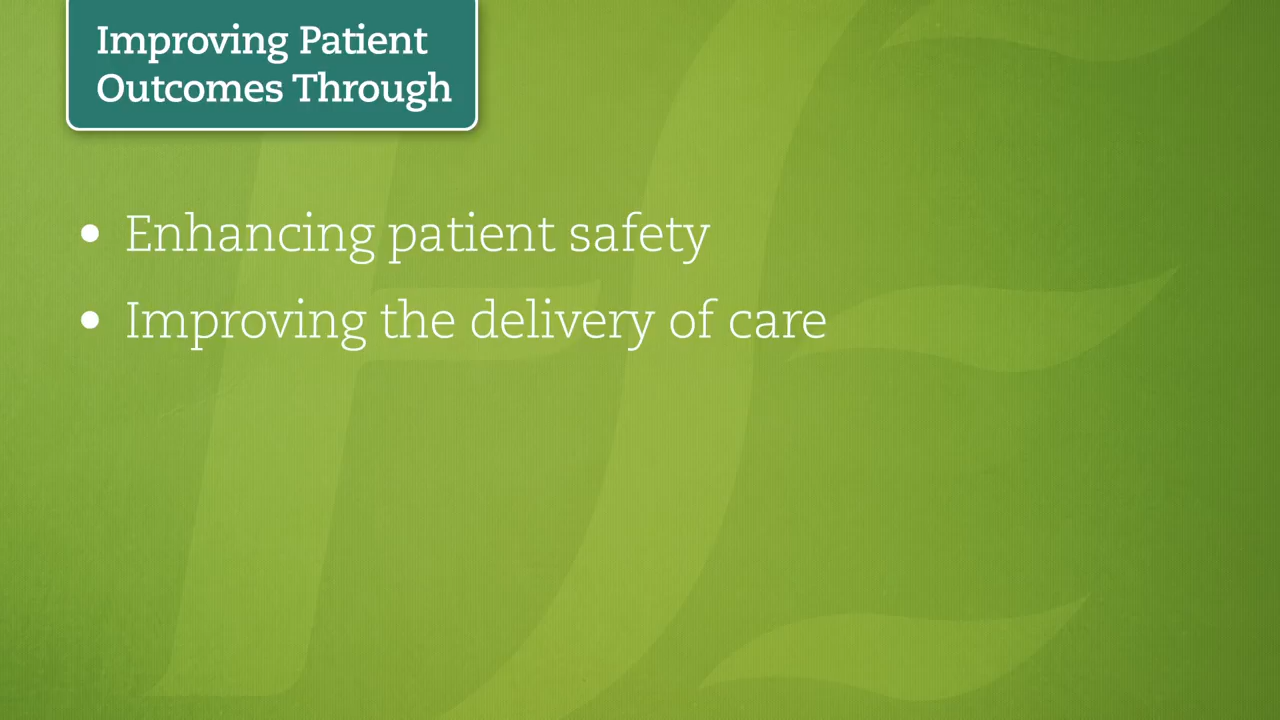 Improving Patient
Outcomes Through
• Enhancing patient safety
• Improving the delivery of care